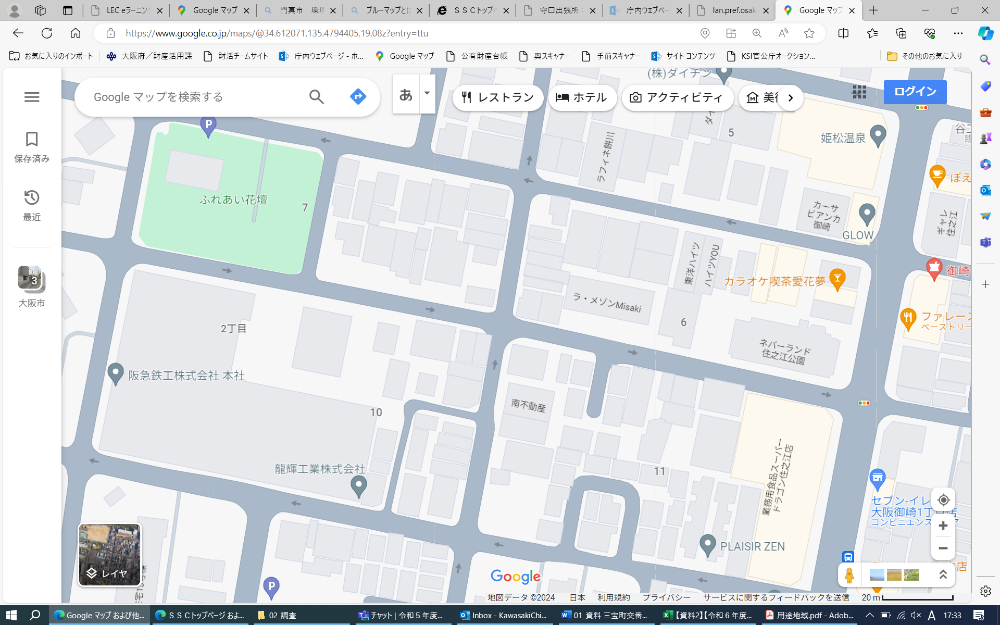 LEC eラーニング
Google マップ
門真市　環境
ブルーマップとは
ＳＳＣトップペ
守口出張所
庁内ウェブペー
lan.pref.osak
Google マップ
https://www.google.co.jp/maps/@34.612071,135.4794405,19.08z?entry=ttu
お気に入りのインポート
大阪府／財産活用課
財活チームサイト
庁内ウェブページ - ホ...
Google マップ
公有財産台帳
奥スキャナー
手前スキャナー
サイト コンテンツ
KSI官公庁オークション...
その他のお気に入り
Google マップを検索する
あ
レストラン
ホテル
アクティビティ
ログイン
保存済み
最近
3
大阪市
(株)ダイチン
P
5
姫松温泉
ラフィネ餅川
ぽえ
ふれあい花壇
7
カーサ
ビアンカ
御崎
GLOW
ギャレ
住之江
東洋ハイツ
ハイツYOU
カラオケ喫茶愛花夢
御崎
ラ・メゾンMisaki
6
ファレーズ
ペーストリー
2丁目
ネバーランド
住之江公園
阪急鉄工株式会社 本社
南不動産
10
龍輝工業株式会社
11
業務用食品スーパー
ドラゴン住之江店
セブン-イレ
大阪御崎1丁目店
コンビニエンスストア
PLAISIR ZEN
P
レイヤ
店
Google
地図データ ©2024
日本
利用規約
プライバシー
サービスに関するフィードバックを送信
20 m
Google マップ および他...
ＳＳＣトップページ およ...
02_調査
チャット | 令和５年度...
Inbox - KawasakiChi...
01_資料 三宝町交番...
【資料2】【令和６年度...
用途地域.pdf - Adob...
A
17:33